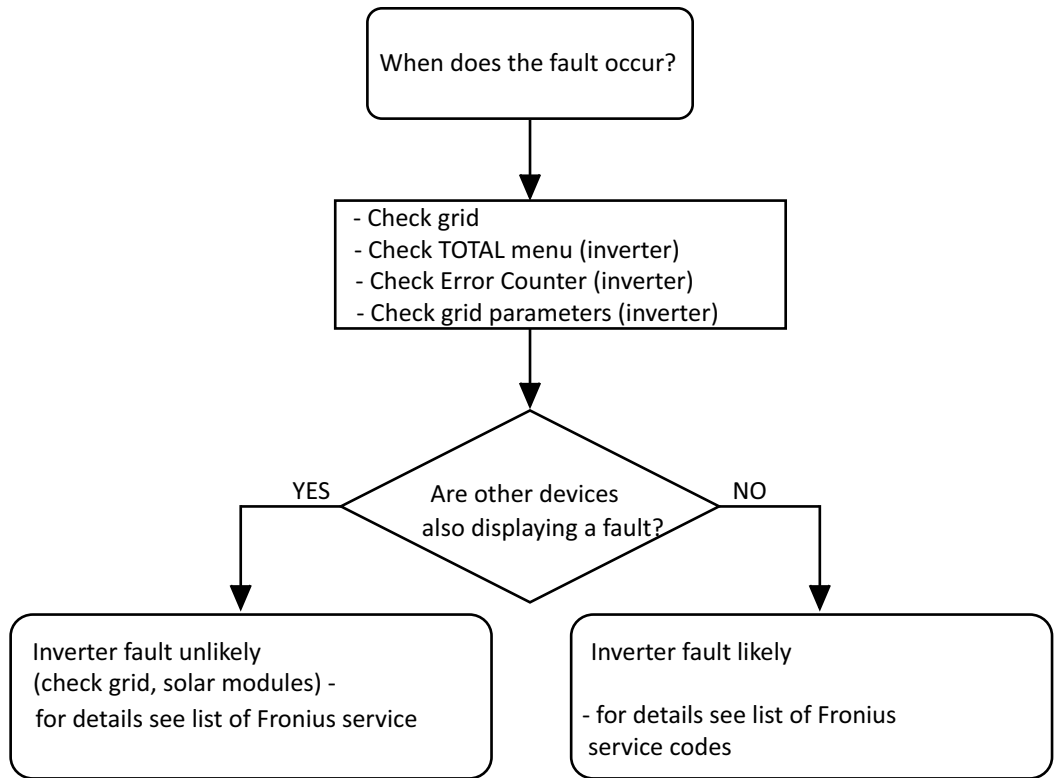 When does the fault occur?
- Check grid
- Check TOTAL menu (inverter)
- Check Error Counter (inverter)
- Check grid parameters (inverter)
YES
NO
Are other devices
also displaying a fault?
Inverter fault unlikely
(check grid, solar modules) -
for details see list of Fronius service
Inverter fault likely
- for details see list of Fronius
service codes